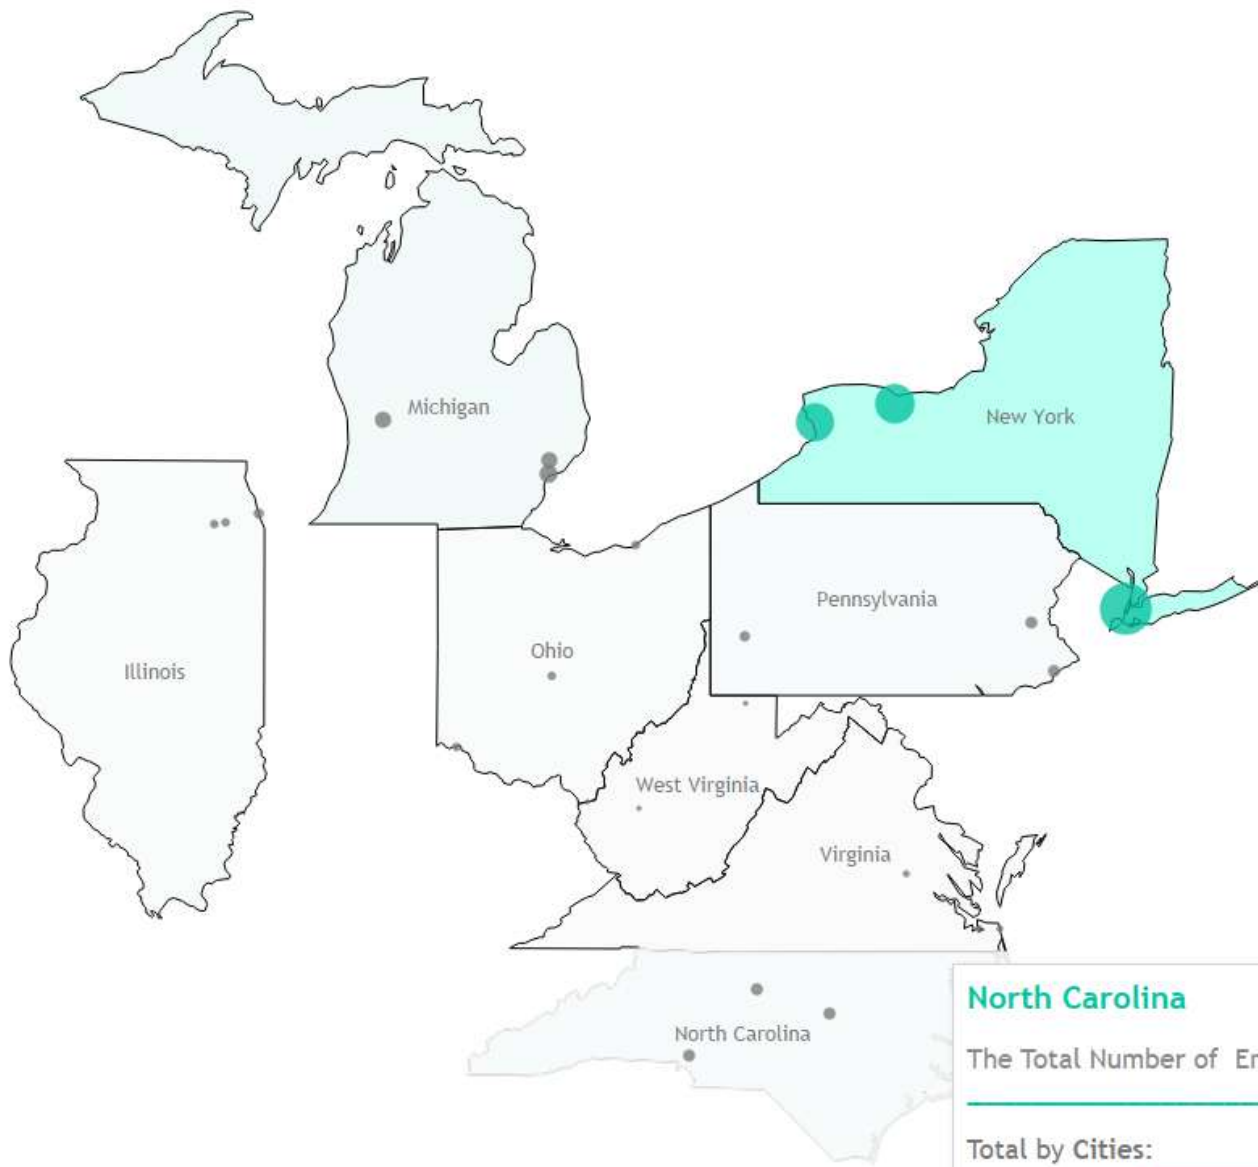 Michigan
New York
Pennsylvania
Ohio
Illinois
West Virginia
Virginia
North Carolina
North Carolina
The Total Number of
Total by Cities: